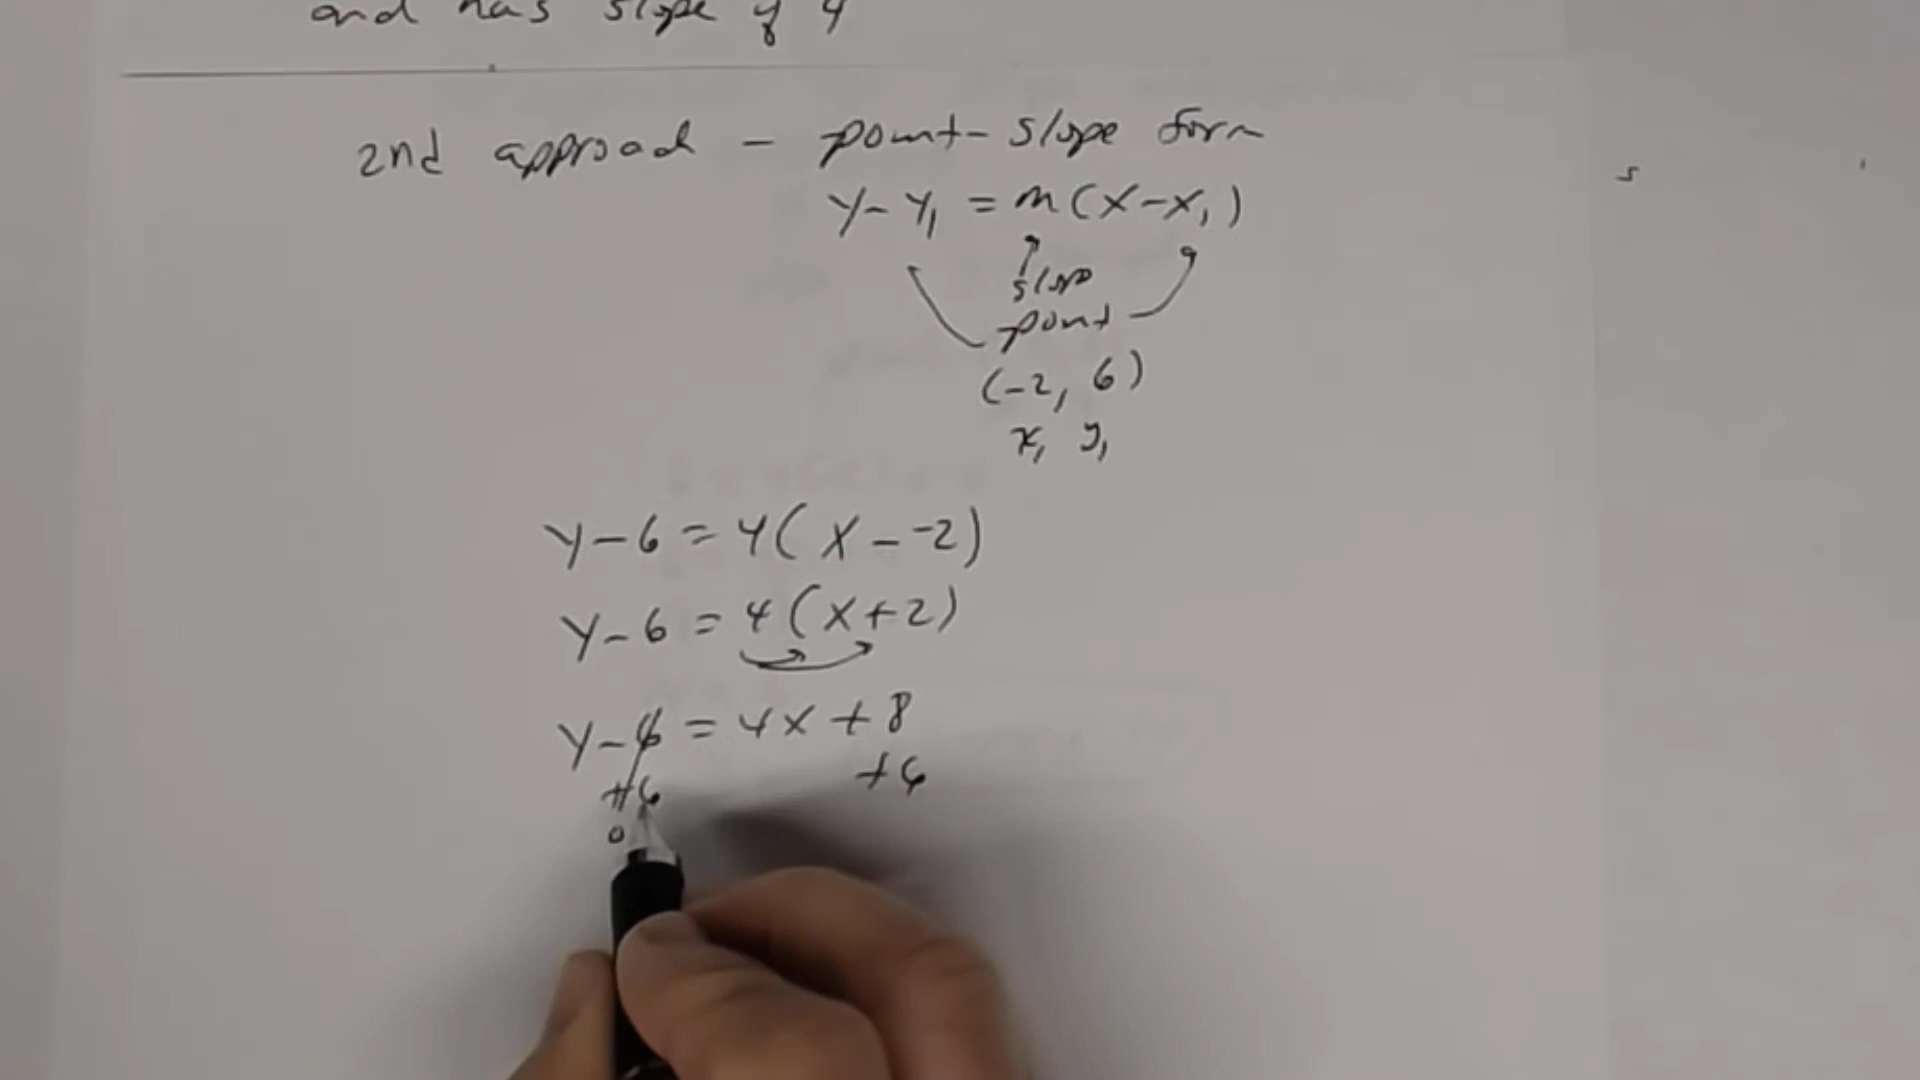 and has slope of 4
2nd approach - point-slope form
y - y₁ = m(x - x₁)
slope
point
(-2, 6)
x₁ y₁
y - 6 = 4(x - -2)
y - 6 = 4(x + 2)
y - 6 = 4x + 8
+6 +6
0